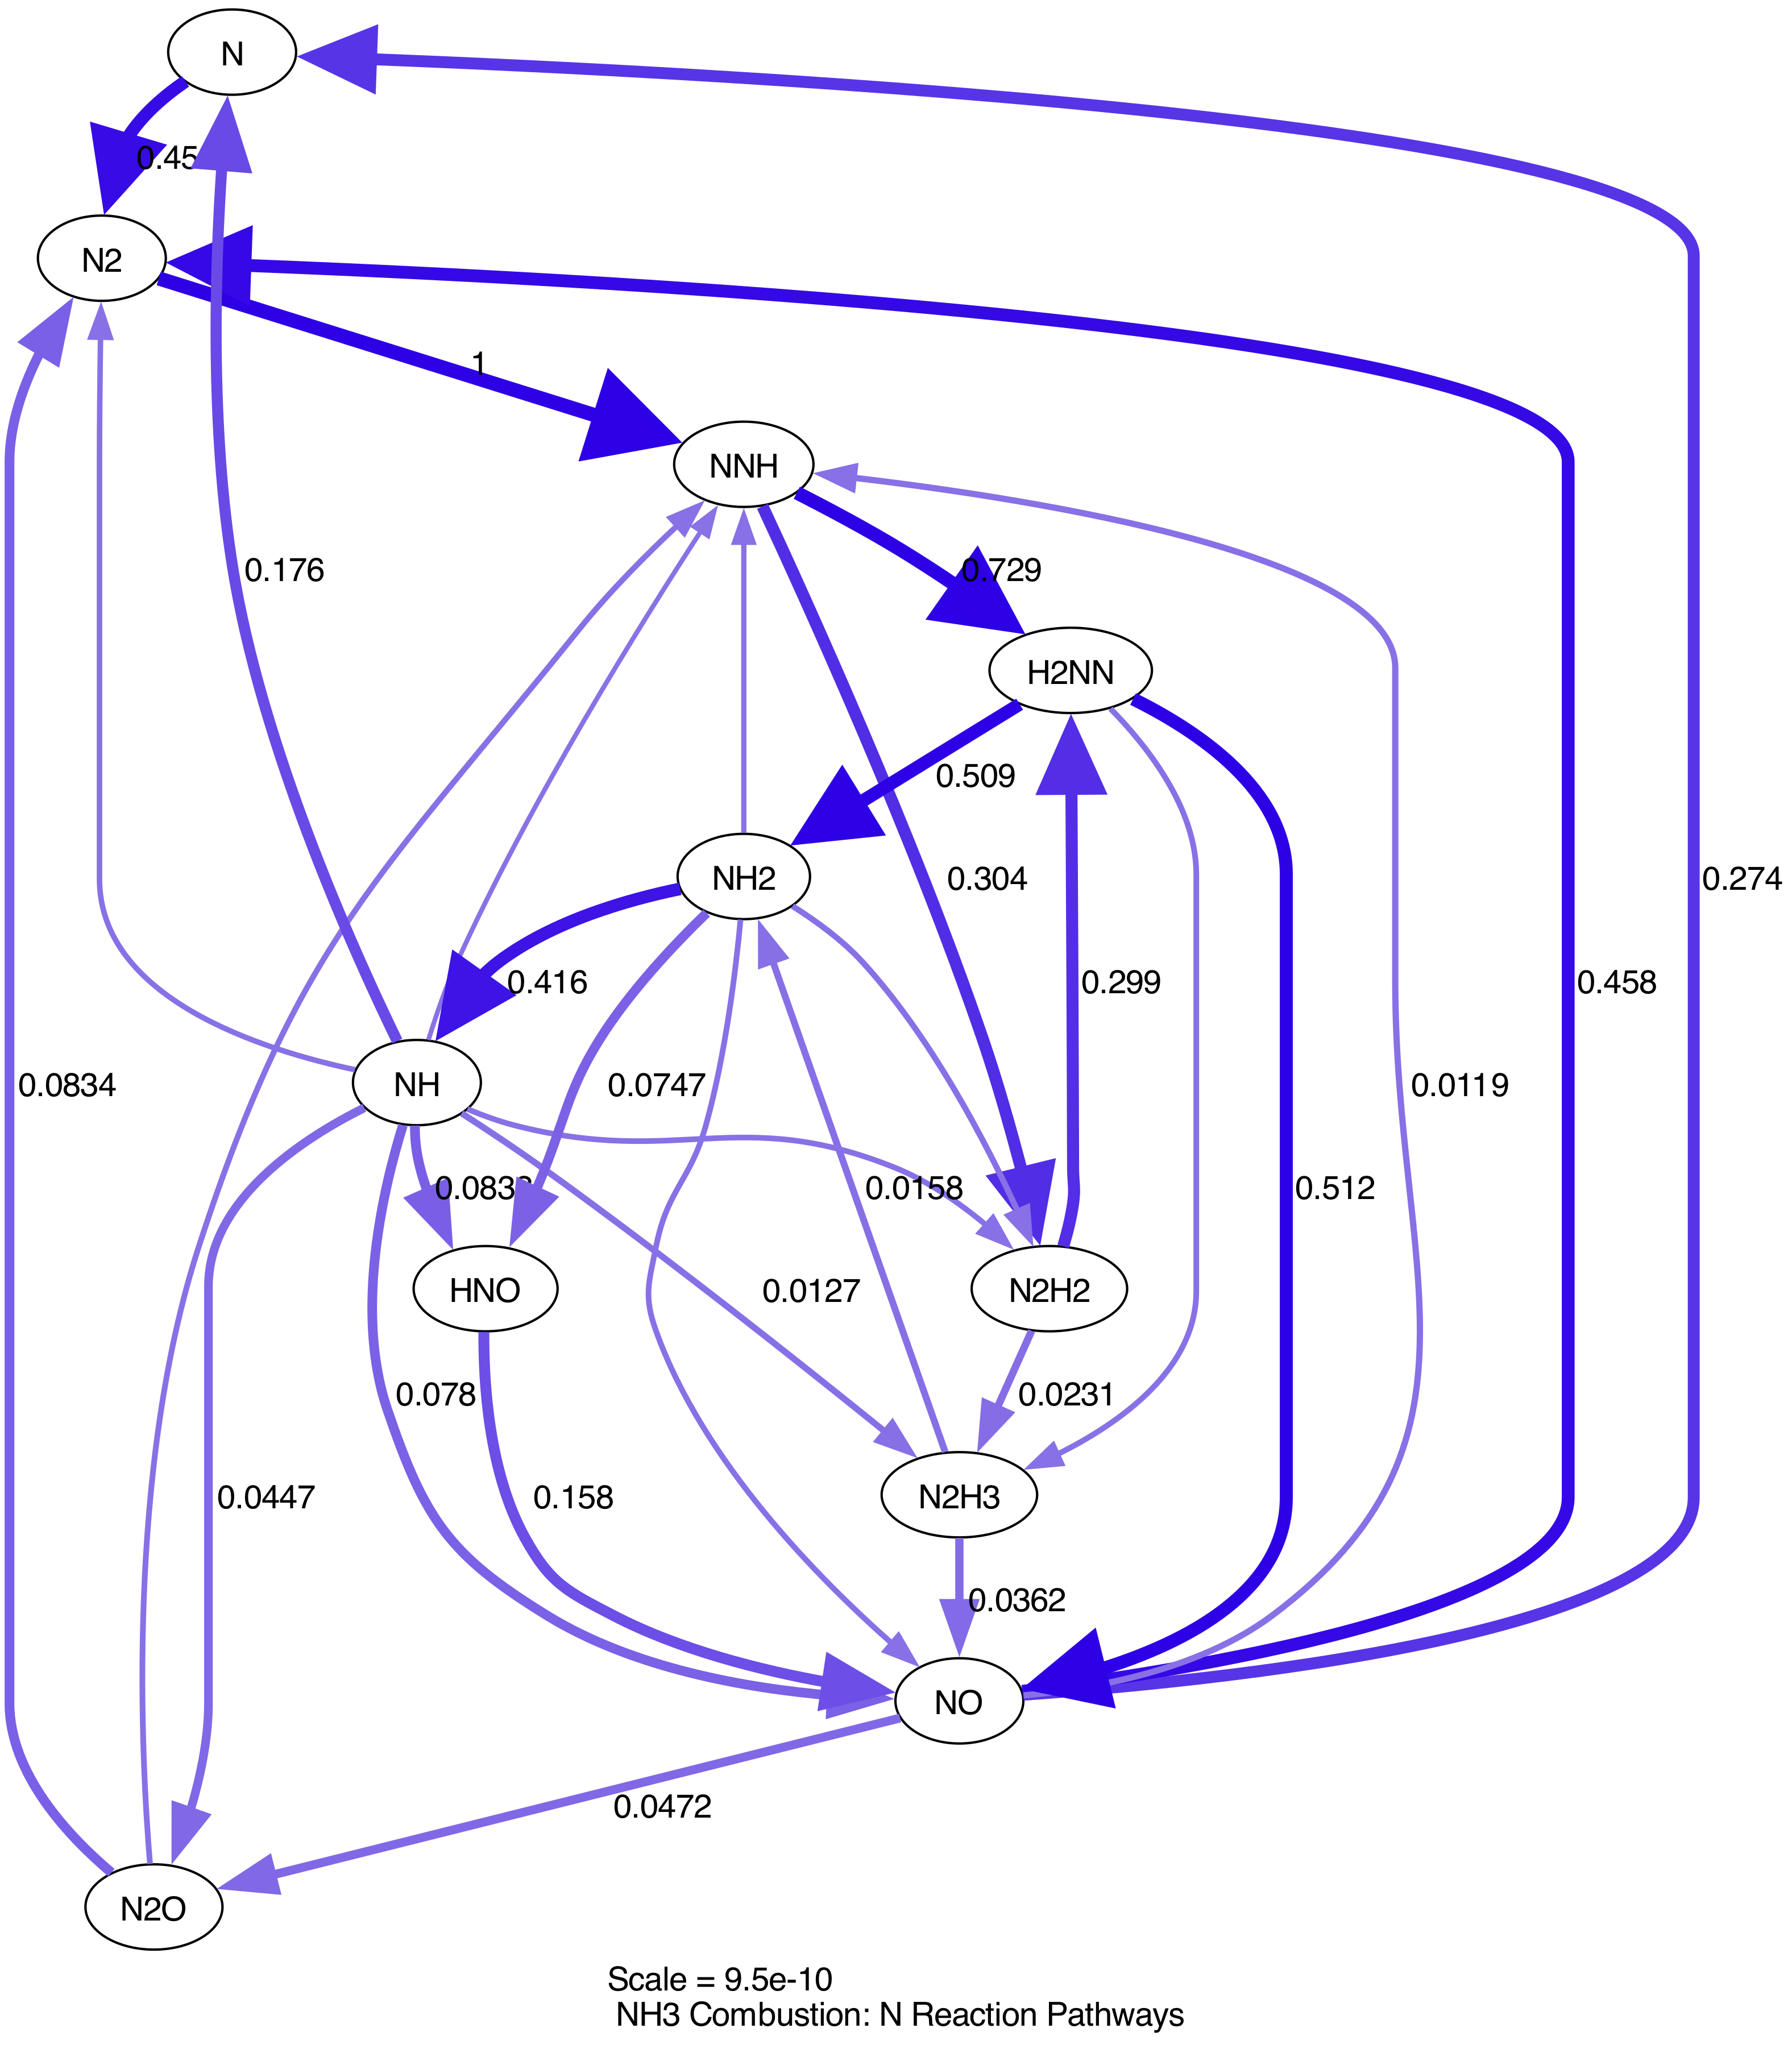 N
0.45
N2
1
NNH
0.176
0.729
H2NN
0.509
NH2
0.304
0.274
0.416
0.299
0.458
NH
0.0834
0.0747
0.0119
0.0158
0.512
HNO
0.0127
N2H2
0.078
0.0231
0.0447
0.158
N2H3
0.0362
NO
0.0472
N2O
Scale = 9.5e-10
NH3 Combustion: N Reaction Pathways